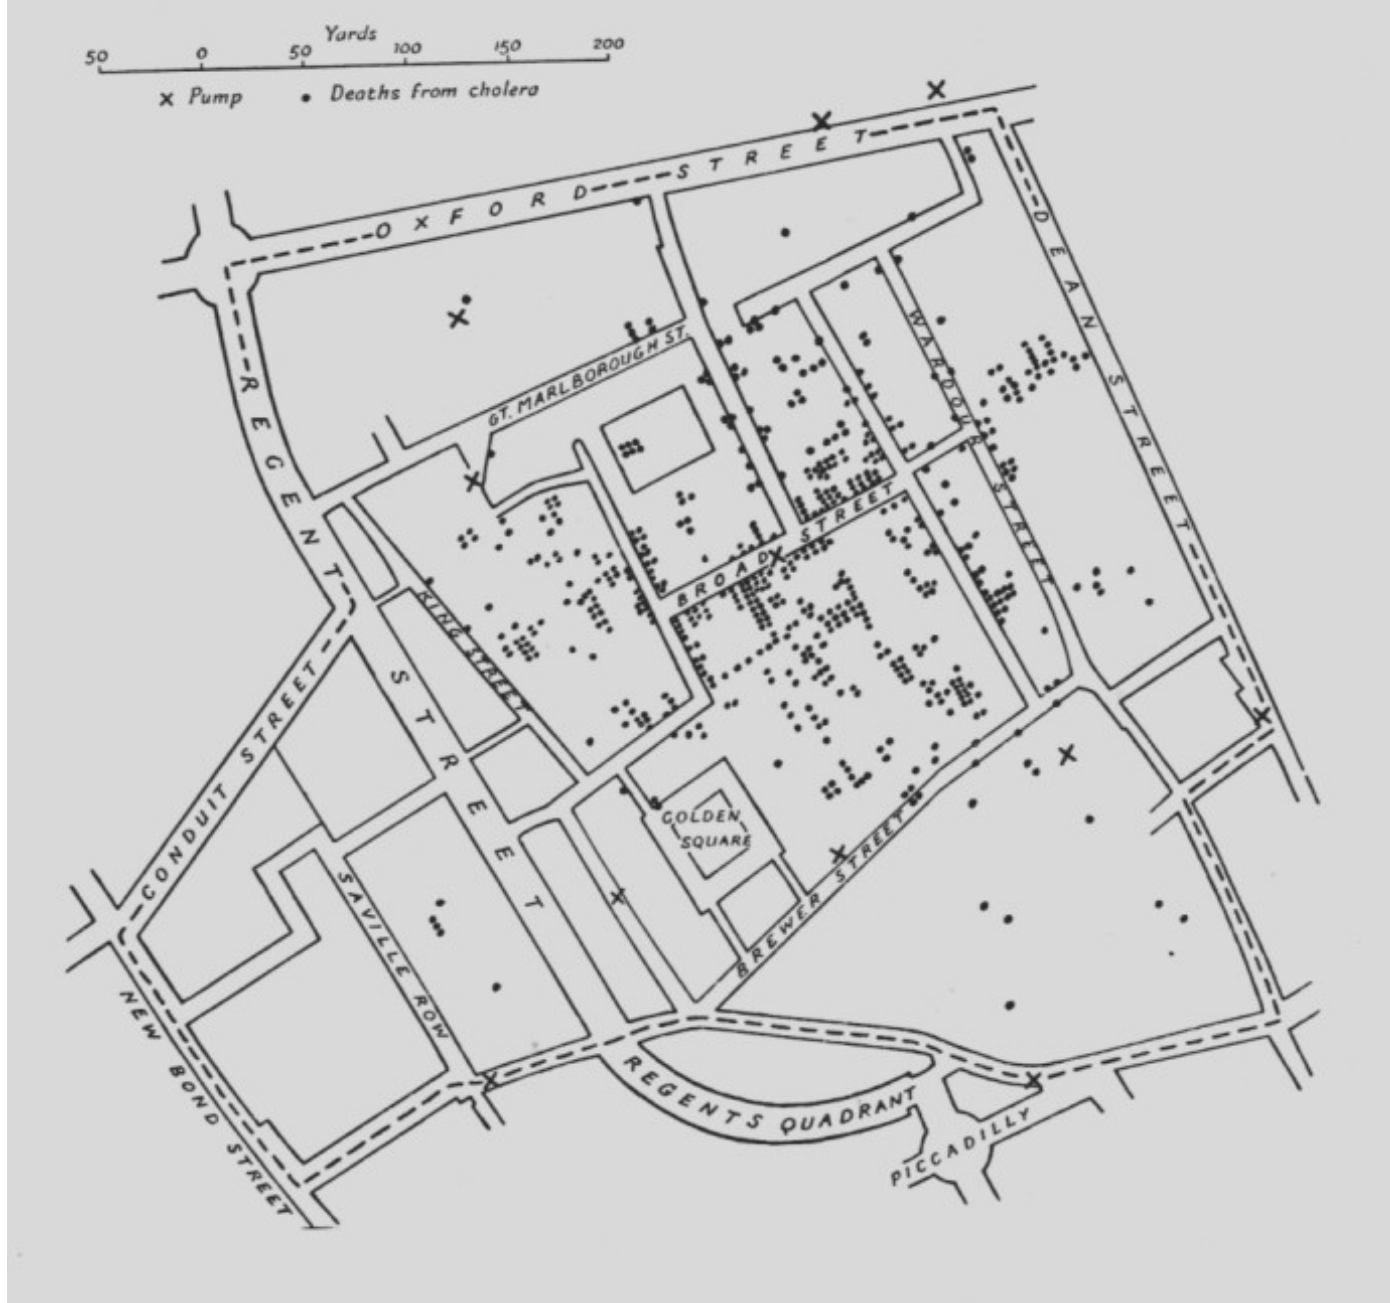 Yards
50 0 50 100 150 200
× Pump • Deaths from cholera
OXFORD STREET
REGENT STREET
GT. MARLBOROUGH ST.
WARDOUR STREET
DEAN STREET
BROAD STREET
KING STREET
CONDUIT STREET
GOLDEN
SQUARE
BREWER STREET
SAVILLE ROW
NEW BOND STREET
REGENTS QUADRANT
PICCADILLY